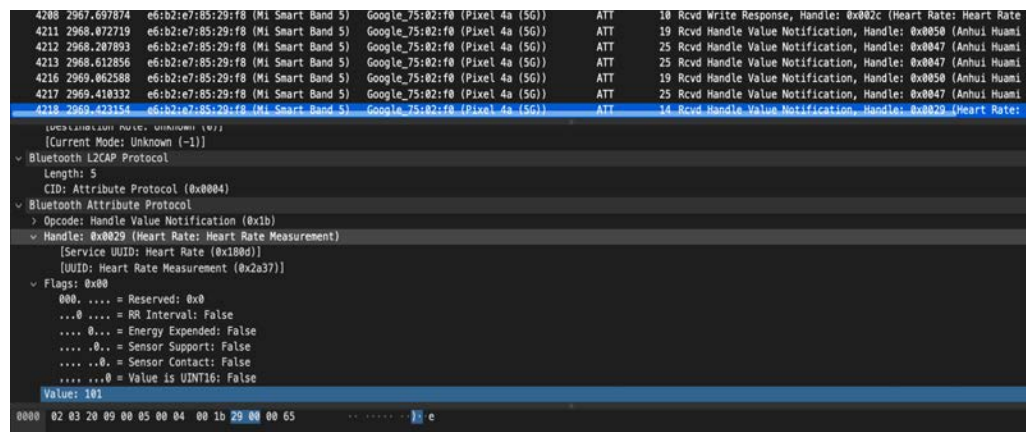 4208 2967.697874 e6:b2:e7:85:29:f8 (Mi Smart Band 5) Google_75:02:f0 (Pixel 4a (5G)) ATT 10 Rcvd Write Response, Handle: 0x002c (Heart Rate: Heart Rate
4211 2968.072719 e6:b2:e7:85:29:f8 (Mi Smart Band 5) Google_75:02:f0 (Pixel 4a (5G)) ATT 19 Rcvd Handle Value Notification, Handle: 0x0050 (Anhui Huami
4212 2968.207893 e6:b2:e7:85:29:f8 (Mi Smart Band 5) Google_75:02:f0 (Pixel 4a (5G)) ATT 25 Rcvd Handle Value Notification, Handle: 0x0047 (Anhui Huami
4213 2968.612856 e6:b2:e7:85:29:f8 (Mi Smart Band 5) Google_75:02:f0 (Pixel 4a (5G)) ATT 25 Rcvd Handle Value Notification, Handle: 0x0047 (Anhui Huami
4216 2969.062588 e6:b2:e7:85:29:f8 (Mi Smart Band 5) Google_75:02:f0 (Pixel 4a (5G)) ATT 19 Rcvd Handle Value Notification, Handle: 0x0050 (Anhui Huami
4217 2969.410332 e6:b2:e7:85:29:f8 (Mi Smart Band 5) Google_75:02:f0 (Pixel 4a (5G)) ATT 25 Rcvd Handle Value Notification, Handle: 0x0047 (Anhui Huami
4218 2969.423154 e6:b2:e7:85:29:f8 (Mi Smart Band 5) Google_75:02:f0 (Pixel 4a (5G)) ATT 14 Rcvd Handle Value Notification, Handle: 0x0029 (Heart Rate:
[Destination Role: Unknown (0)]
[Current Mode: Unknown (-1)]
Bluetooth L2CAP Protocol
Length: 5
CID: Attribute Protocol (0x0004)
Bluetooth Attribute Protocol
Opcode: Handle Value Notification (0x1b)
Handle: 0x0029 (Heart Rate: Heart Rate Measurement)
[Service UUID: Heart Rate (0x180d)]
[UUID: Heart Rate Measurement (0x2a37)]
Flags: 0x00
000. .... = Reserved: 0x0
...0 .... = RR Interval: False
.... 0... = Energy Expended: False
.... .0.. = Sensor Support: False
.... ..0. = Sensor Contact: False
.... ...0 = Value is UINT16: False
Value: 101
0000 02 03 20 09 00 05 00 04 00 1b 29 00 00 65 ·· ····· ··)··e